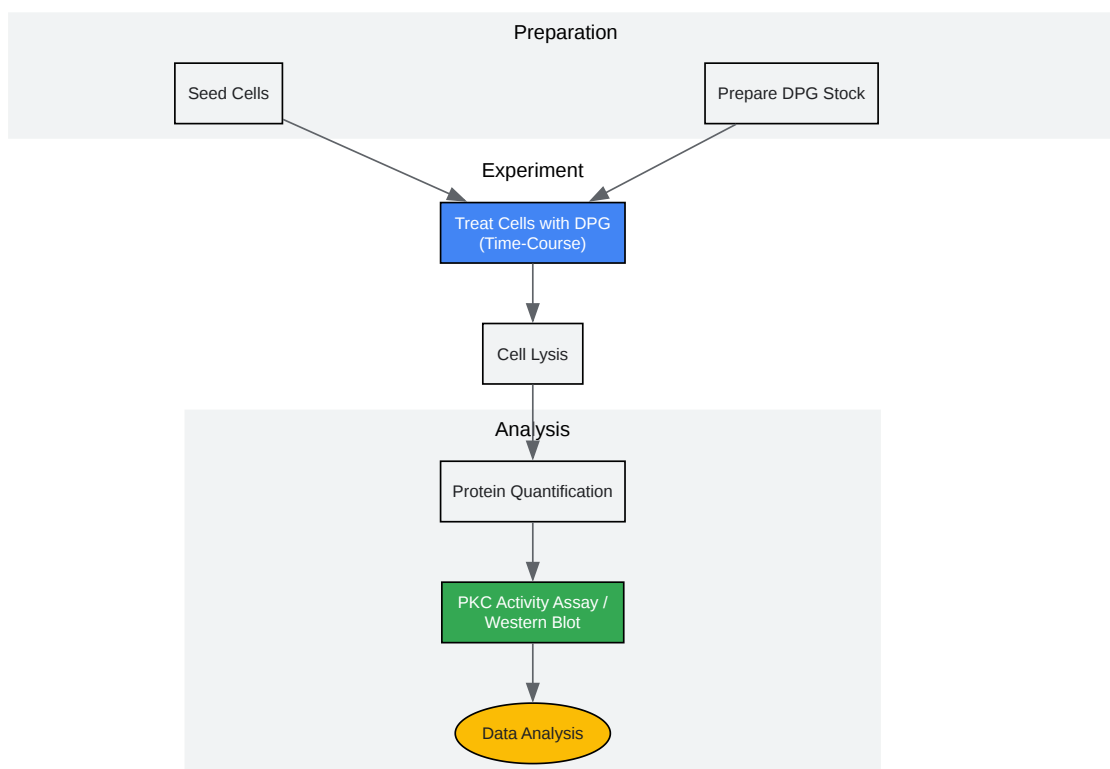 Preparation
Seed Cells
Prepare DPG Stock
Experiment
Treat Cells with DPG
(Time-Course)
Cell Lysis
Analysis
Protein Quantification
PKC Activity Assay /
Western Blot
Data Analysis